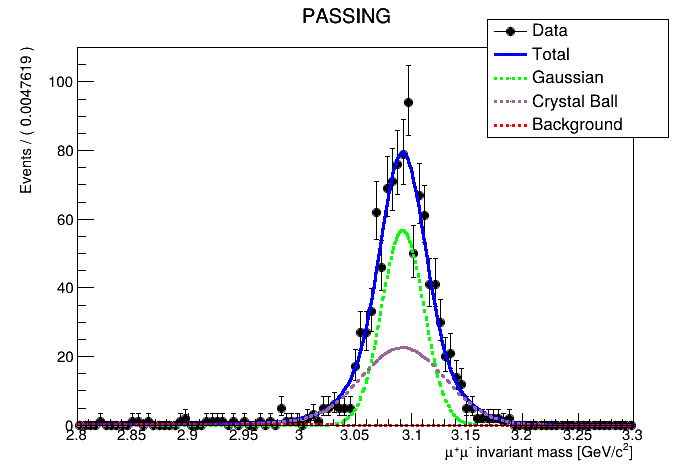 PASSING
Data
Total
Gaussian
Crystal Ball
Background
Events / ( 0.0047619 )
100
80
60
40
20
0
2.8 2.85 2.9 2.95 3 3.05 3.1 3.15 3.2 3.25 3.3
μ⁺μ⁻ invariant mass [GeV/c²]